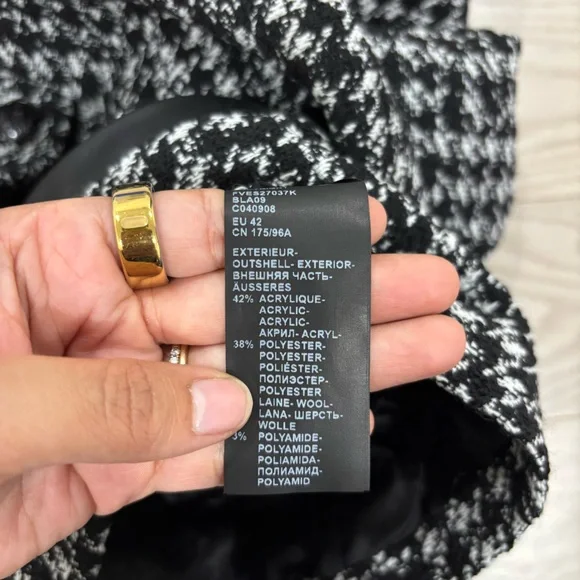 FVES27037K
BLA09
C040908
EU 42
CN 175/96A
EXTERIEUR-
OUTSHELL- EXTERIOR-
ВНЕШНЯЯ ЧАСТЬ-
ÄUSSERES
42% ACRYLIQUE-
ACRYLIC-
ACRYLIC-
АКРИЛ- ACRYL-
38% POLYESTER-
POLYESTER-
POLIÉSTER-
ПОЛИЭСТЕР-
POLYESTER
LAINE- WOOL-
LANA- ШЕРСТЬ-
WOLLE
3% POLYAMIDE-
POLYAMIDE-
POLIAMIDA-
ПОЛИАМИД-
POLYAMID